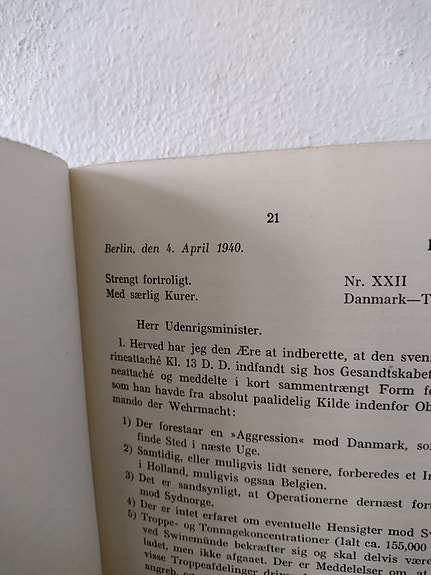 21
Berlin, den 4. April 1940.
Strengt fortroligt.
Med særlig Kurer.
Nr. XXII
Danmark—T
Herr Udenrigsminister.
I. Herved har jeg den Ære at indberette, at den sven
rineattaché Kl. 13 D. D. indfandt sig hos Gesandtskabet
neattaché og meddelte i kort sammentrængt Form f
som han havde fra absolut paalidelig Kilde indenfor Ob
mando der Wehrmacht:
1) Der forestaar en »Aggression« mod Danmark, so
finde Sted i næste Uge.
2) Samtidig, eller muligvis lidt senere, forberedes et In
i Holland, muligvis ogsaa Belgien.
3) Det er sandsynligt, at Operationerne dernæst for
mod Sydnorge.
4) Der er intet erfaret om eventuelle Hensigter mod S
5) Troppe- og Tonnagekoncentrationer (Ialt ca. 155,000
ved Swinemünde bekræfter sig og skal delvis være
ladet, men ikke afgaaet. Der er Meddelelser om, at
visse Troppeafdelinger
angreb, og